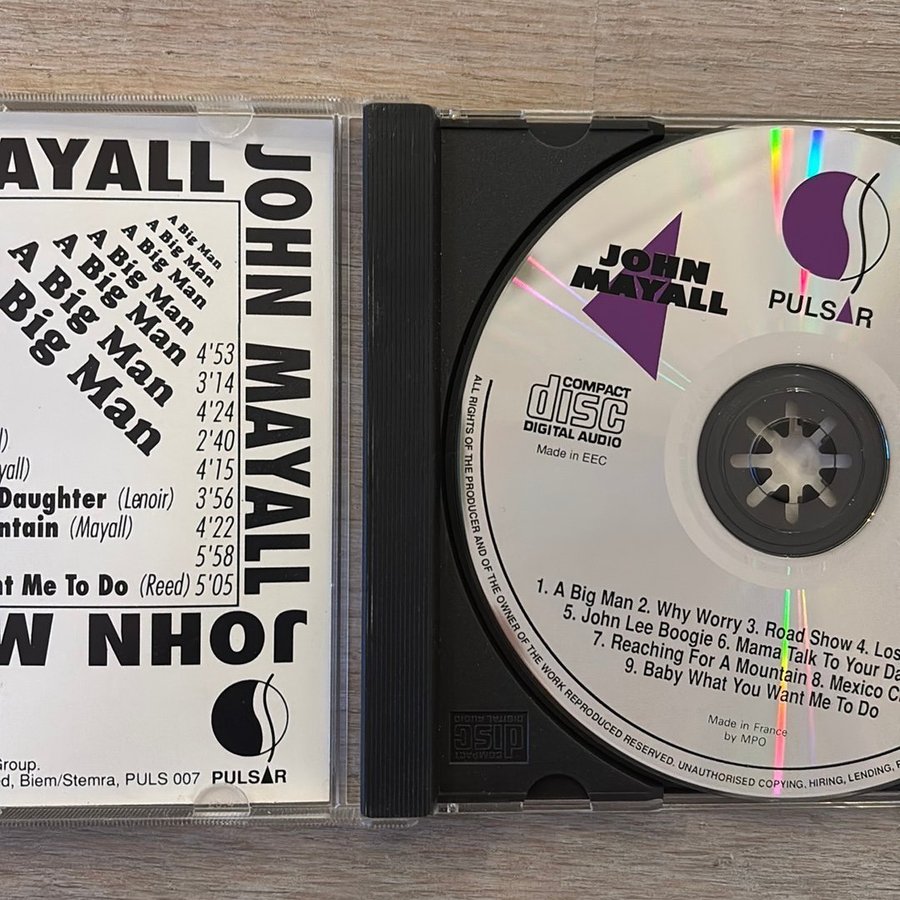 AYALL
JOHN MAYALL
A Big Man
A Big Man
A Big Man
A Big Man
A Big Man
Big Man
4'53
3'14
4'24
2'40
4'15
Daughter (Lenoir) 3'56
ntain (Mayall) 4'22
5'58
t Me To Do (Reed) 5'05
JOHN M
Group.
d, Biem/Stemra, PULS 007
PULSAR
JOHN
MAYALL
PULSAR
COMPACT
disc
DIGITAL AUDIO
Made in EEC
1. A Big Man 2. Why Worry 3. Road Show 4. Los
5. John Lee Boogie 6. Mama Talk To Your Da
7. Reaching For A Mountain 8. Mexico C
9. Baby What You Want Me To Do
Made in France
by MPO
ALL RIGHTS OF THE PRODUCER AND OF THE OWNER OF THE WORK REPRODUCED RESERVED. UNAUTHORISED COPYING, HIRING, LENDING,
COMPACT
disc
DIGITAL AUDIO